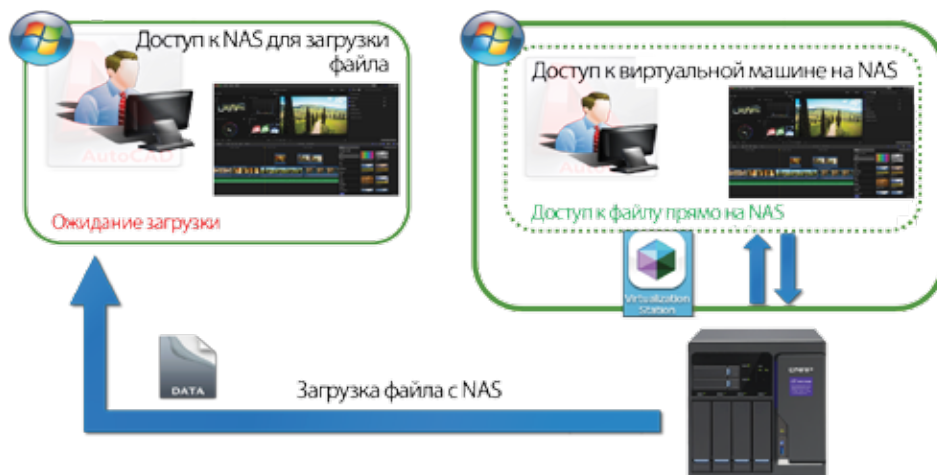 Доступ к NAS для загрузки
файла
AutoCAD
Ожидание загрузки
Доступ к виртуальной машине на NAS
Доступ к файлу прямо на NAS
Virtualization
Station
DATA
Загрузка файла с NAS
QNAP